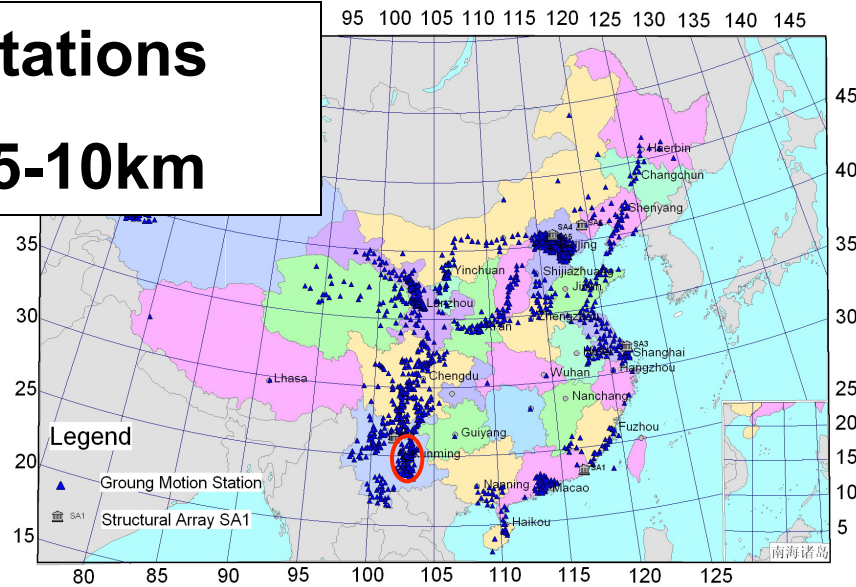 tations
5-10km
95 100 105 110 115 120 125 130 135 140 145
45
40
35
30
25
20
15
35
30
25
20
15
10
5
80 85 90 95 100 105 110 115 120 125
Haerbin
Changchun
Shenyang
SA4
jing
Yinchuan
Shijiazhuang
Lanzhou
SA3
Shanghai
Hangzhou
Wuhan
Chengdu
Lhasa
Nanchang
Fuzhou
Guiyang
unming
SA1
Nanning
Macao
Haikou
Legend
Groung Motion Station
SA1
Structural Array SA1
南海诸岛